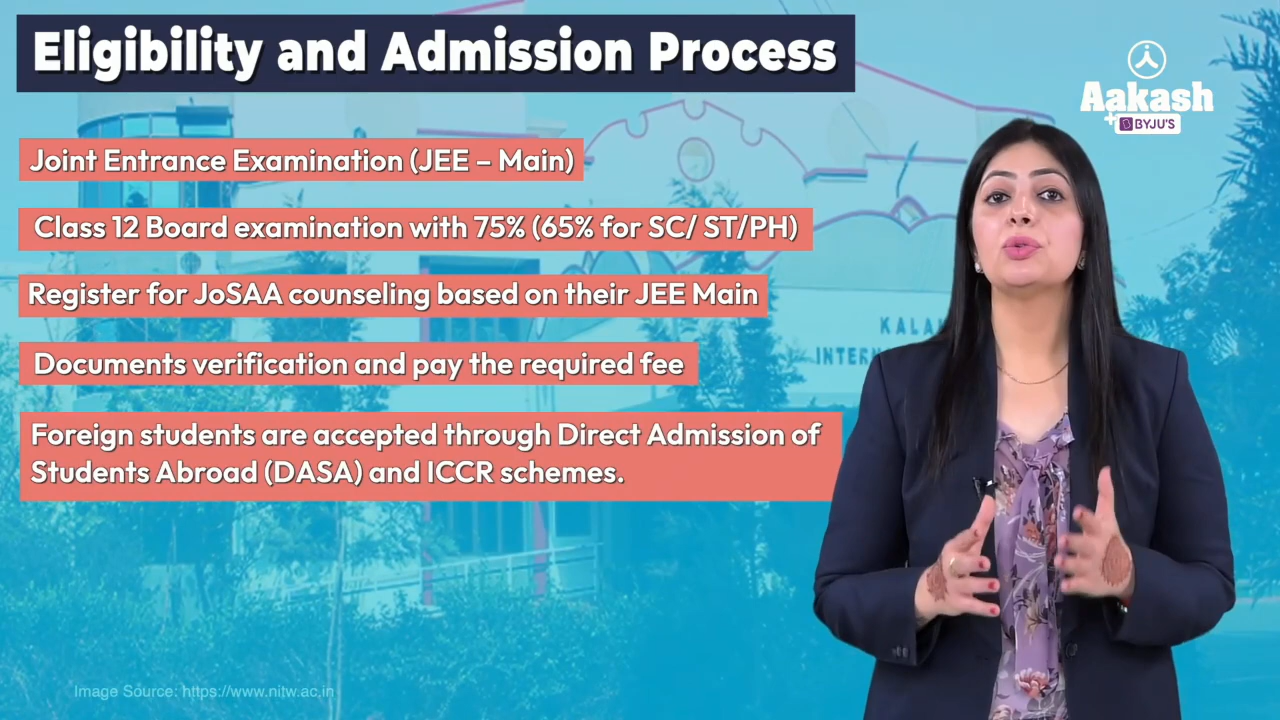 Eligibility and Admission Process
Aakash
+ BYJU'S
Joint Entrance Examination (JEE – Main)
Class 12 Board examination with 75% (65% for SC/ ST/PH)
Register for JoSAA counseling based on their JEE Main
Documents verification and pay the required fee
Foreign students are accepted through Direct Admission of
Students Abroad (DASA) and ICCR schemes.
Image Source: https://www.nitw.ac.in